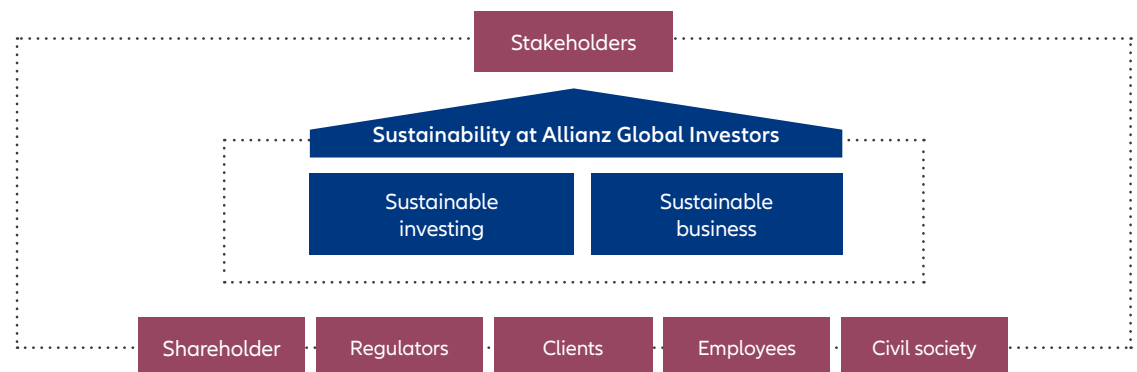 Stakeholders
Sustainability at Allianz Global Investors
Sustainable
investing
Sustainable
business
Shareholder
Regulators
Clients
Employees
Civil society